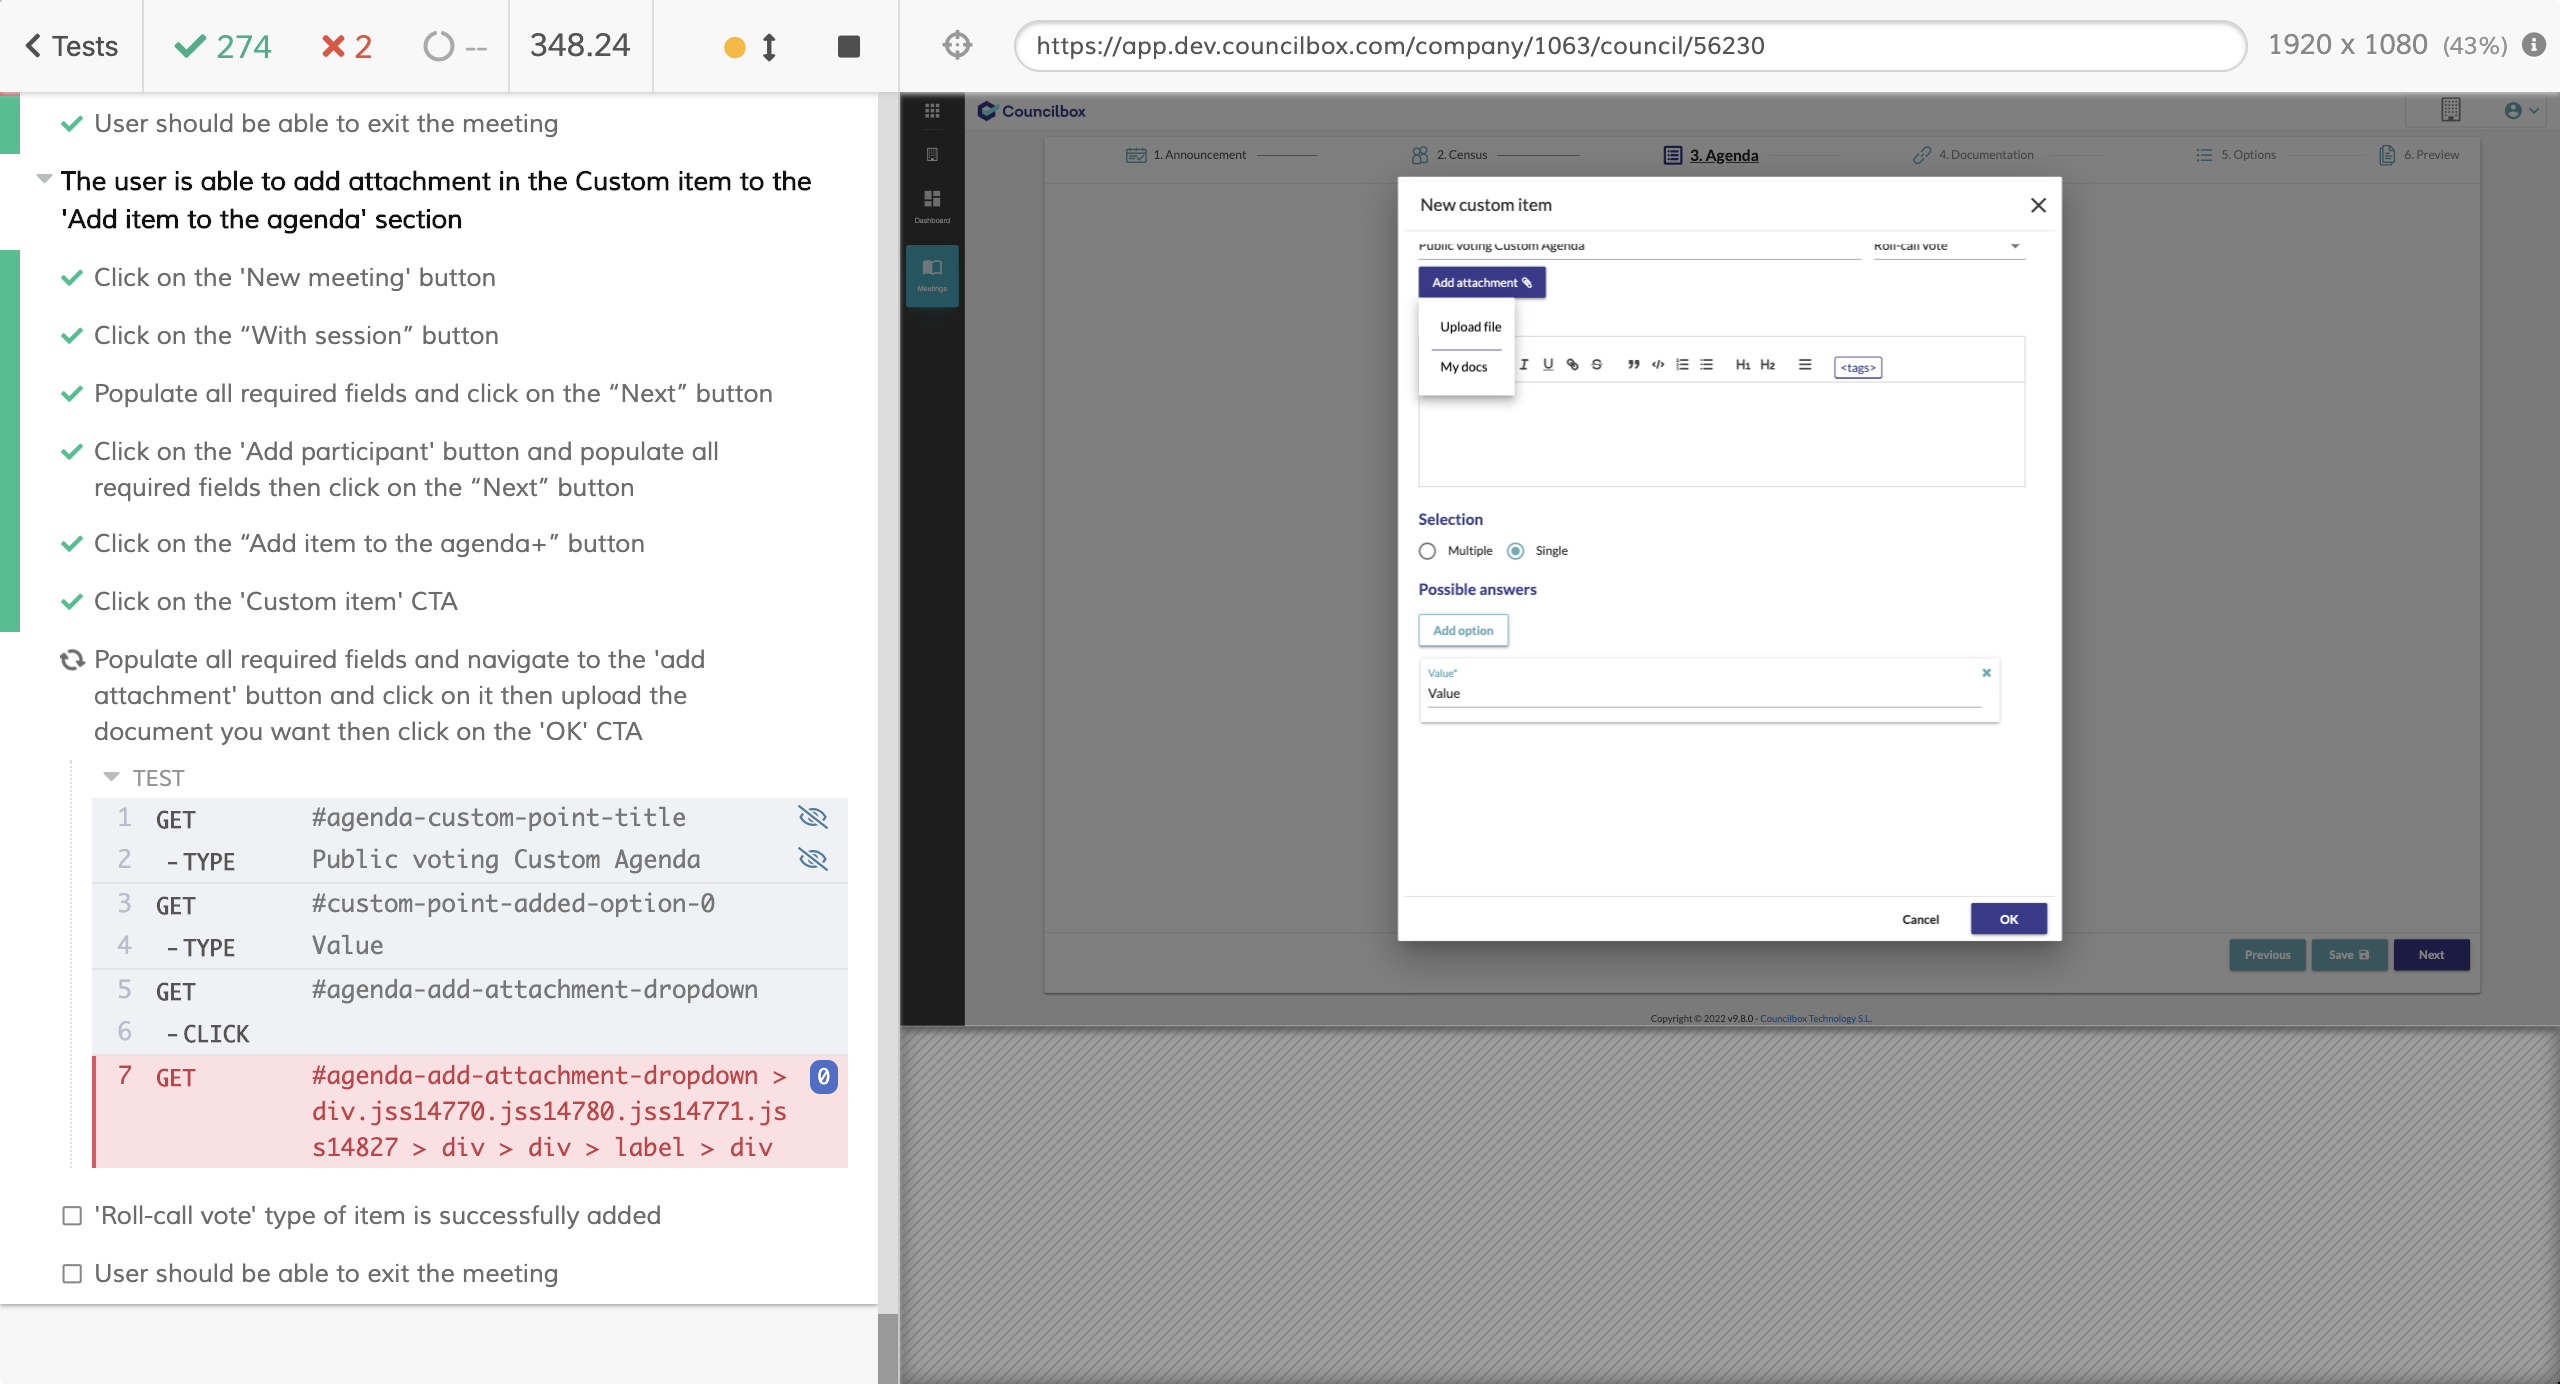 Tests
274
2
--
348.24
https://app.dev.councilbox.com/company/1063/council/56230
1920 x 1080 (43%)
User should be able to exit the meeting
The user is able to add attachment in the Custom item to the
'Add item to the agenda' section
Click on the 'New meeting' button
Click on the “With session” button
Populate all required fields and click on the “Next” button
Click on the 'Add participant' button and populate all
required fields then click on the “Next” button
Click on the “Add item to the agenda+” button
Click on the 'Custom item' CTA
Populate all required fields and navigate to the 'add
attachment' button and click on it then upload the
document you want then click on the 'OK' CTA
TEST
1 GET #agenda-custom-point-title
2 -TYPE Public voting Custom Agenda
3 GET #custom-point-added-option-0
4 -TYPE Value
5 GET #agenda-add-attachment-dropdown
6 -CLICK
7 GET #agenda-add-attachment-dropdown > 0
div.jss14770.jss14780.jss14771.js
s14827 > div > div > label > div
'Roll-call vote' type of item is successfully added
User should be able to exit the meeting
Councilbox
Dashboard
Meetings
1. Announcement
2. Census
3. Agenda
4. Documentation
5. Options
6. Preview
New custom item
Public voting Custom Agenda
Roll-call vote
Add attachment
Upload file
My docs
I U S H1 H2 <tags>
Selection
Multiple Single
Possible answers
Add option
Value*
Value
Cancel OK
Previous Save Next
Copyright © 2022 v9.8.0 - Councilbox Technology S.L.